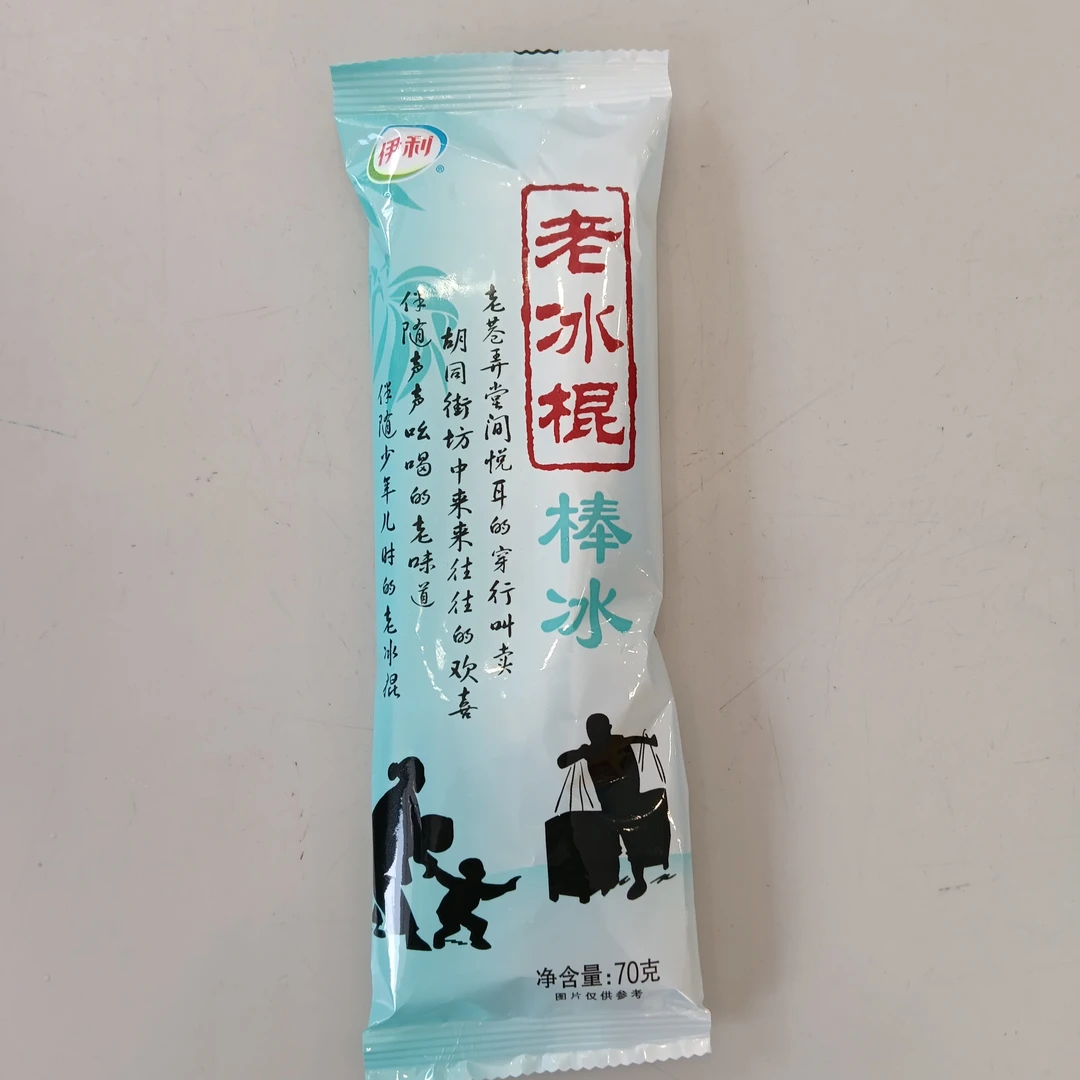 伊利
®
老冰棍
棒冰
老巷弄堂间悦耳的穿行叫卖
胡同街坊中来来往往的欢喜
伴随声声吆喝的老味道
伴随少年儿时的老冰棍
净含量:70克
图片仅供参考